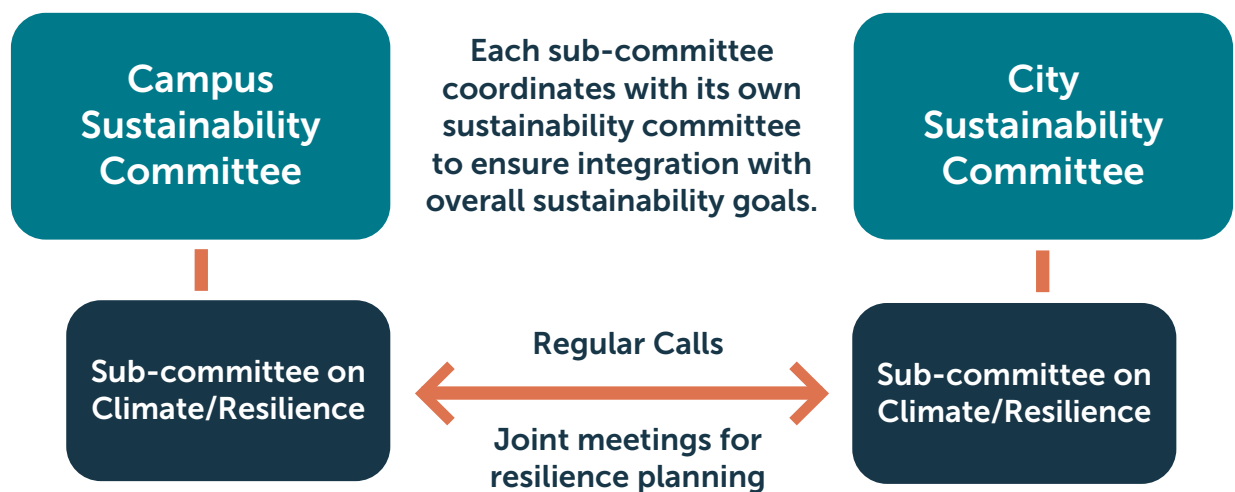 Campus
Sustainability
Committee
Each sub-committee
coordinates with its own
sustainability committee
to ensure integration with
overall sustainability goals.
City
Sustainability
Committee
Sub-committee on
Climate/Resilience
Regular Calls
Joint meetings for
resilience planning
Sub-committee on
Climate/Resilience